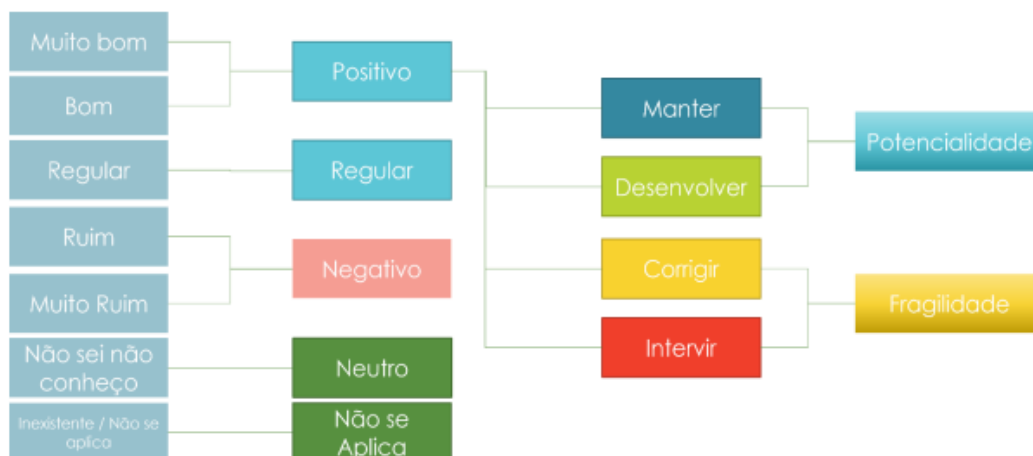 Muito bom
Bom
Regular
Ruim
Muito Ruim
Não sei não
conheço
Inexistente / Não se
aplica
Positivo
Regular
Negativo
Neutro
Não se
Aplica
Manter
Desenvolver
Corrigir
Intervir
Potencialidade
Fragilidade